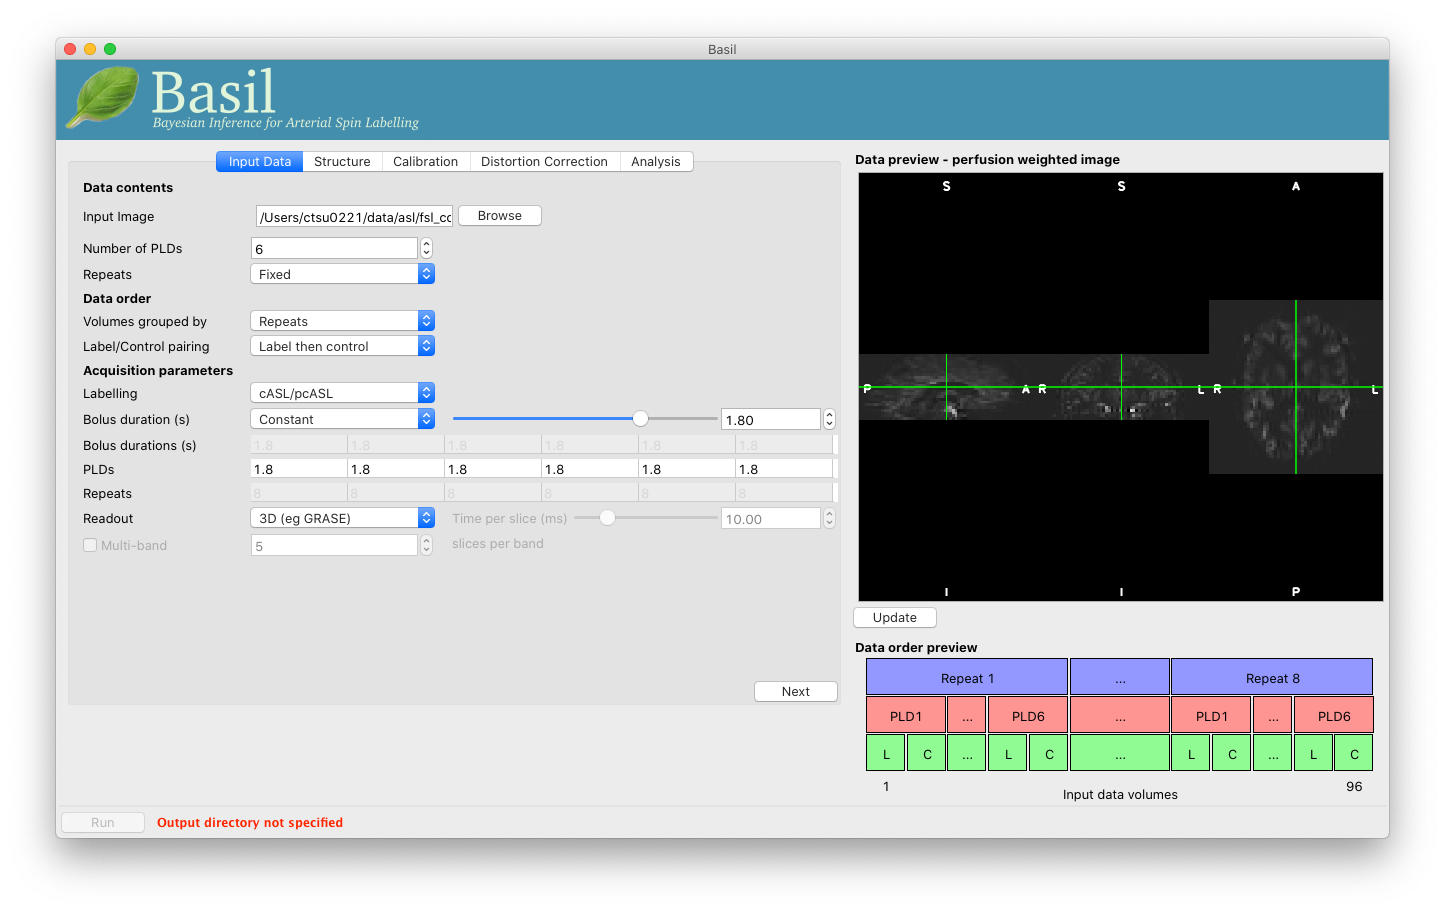 Basil
Basil
Bayesian Inference for Arterial Spin Labelling
Input Data Structure Calibration Distortion Correction Analysis
Data contents
Input Image /Users/ctsu0221/data/asl/fsl_cc Browse
Number of PLDs 6
Repeats Fixed
Data order
Volumes grouped by Repeats
Label/Control pairing Label then control
Acquisition parameters
Labelling cASL/pcASL
Bolus duration (s) Constant 1.80
Bolus durations (s) 1.8 1.8 1.8 1.8 1.8 1.8
PLDs 1.8 1.8 1.8 1.8 1.8 1.8
Repeats 8 8 8 8 8 8
Readout 3D (eg GRASE) Time per slice (ms) 10.00
Multi-band 5 slices per band
Next
Data preview - perfusion weighted image
S S A
P A R L R L
I I P
Update
Data order preview
Repeat 1 ... Repeat 8
PLD1 ... PLD6 ... PLD1 ... PLD6
L C ... L C ... L C ... L C
1 96
Input data volumes
Run Output directory not specified